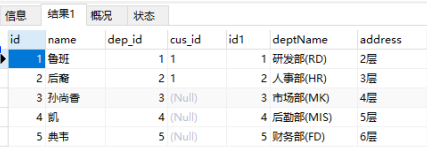 信息 结果1 概况 状态
id name dep_id cus_id id1 deptName address
1 鲁班 1 1 1 研发部(RD) 2层
2 后裔 2 1 2 人事部(HR) 3层
3 孙尚香 3 (Null) 3 市场部(MK) 4层
4 凯 4 (Null) 4 后勤部(MIS) 5层
5 典韦 5 (Null) 5 财务部(FD) 6层